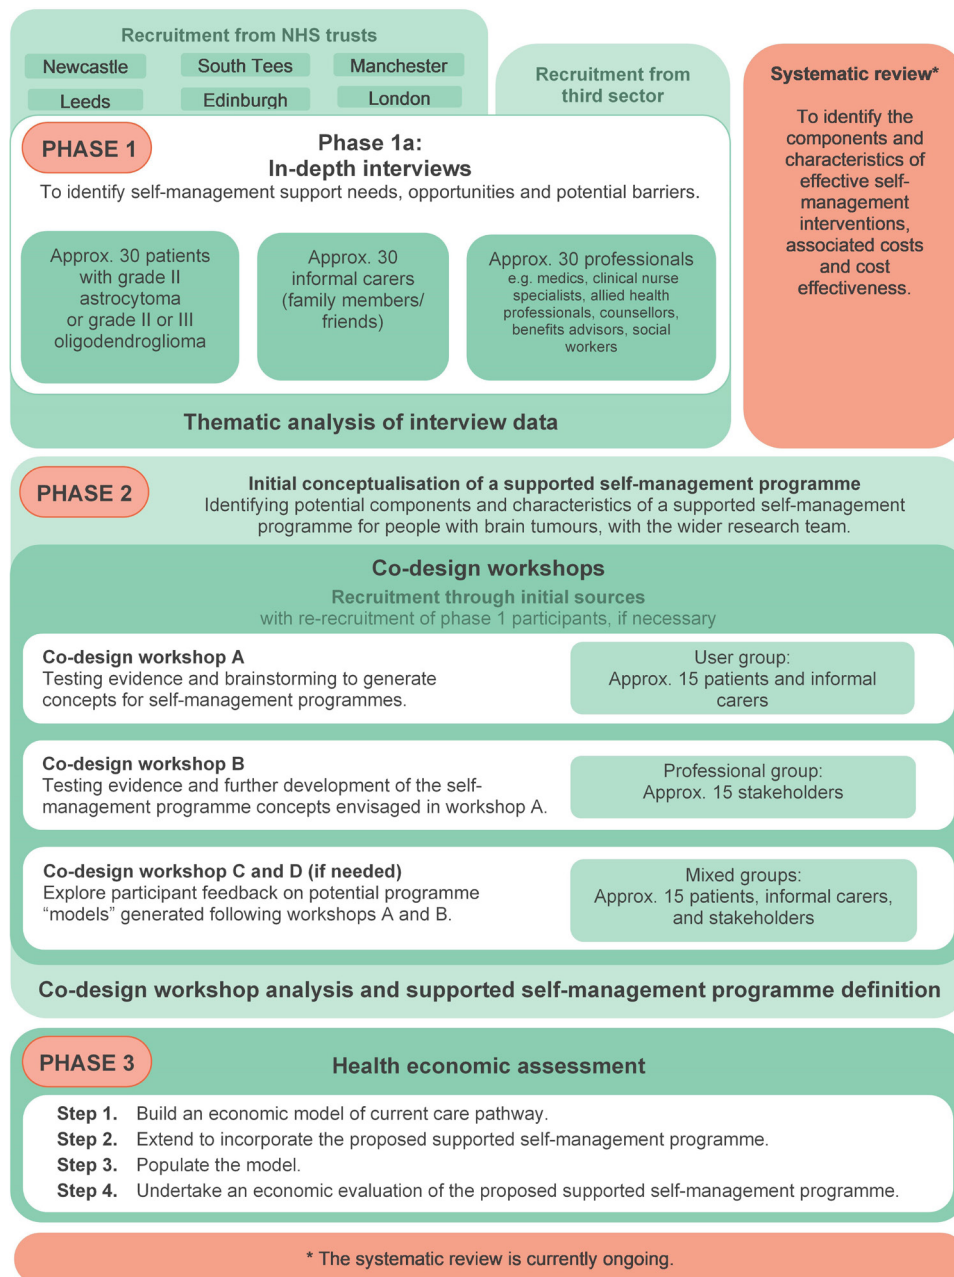 Recruitment from NHS trusts
Newcastle
South Tees
Manchester
Leeds
Edinburgh
London
Recruitment from
third sector
Systematic review*
To identify the
components and
characteristics of
effective self-
management
interventions,
associated costs
and cost
effectiveness.
PHASE 1
Phase 1a:
In-depth interviews
To identify self-management support needs, opportunities and potential barriers.
Approx. 30 patients
with grade II
astrocytoma
or grade II or III
oligodendroglioma
Approx. 30
informal carers
(family members/
friends)
Approx. 30 professionals
e.g. medics, clinical nurse
specialists, allied health
professionals, counsellors,
benefits advisors, social
workers
Thematic analysis of interview data
PHASE 2
Initial conceptualisation of a supported self-management programme
Identifying potential components and characteristics of a supported self-management
programme for people with brain tumours, with the wider research team.
Co-design workshops
Recruitment through initial sources
with re-recruitment of phase 1 participants, if necessary
Co-design workshop A
Testing evidence and brainstorming to generate
concepts for self-management programmes.
User group:
Approx. 15 patients and informal
carers
Co-design workshop B
Testing evidence and further development of the self-
management programme concepts envisaged in workshop A.
Professional group:
Approx. 15 stakeholders
Co-design workshop C and D (if needed)
Explore participant feedback on potential programme
“models” generated following workshops A and B.
Mixed groups:
Approx. 15 patients, informal carers,
and stakeholders
Co-design workshop analysis and supported self-management programme definition
PHASE 3
Health economic assessment
Step 1. Build an economic model of current care pathway.
Step 2. Extend to incorporate the proposed supported self-management programme.
Step 3. Populate the model.
Step 4. Undertake an economic evaluation of the proposed supported self-management programme.
* The systematic review is currently ongoing.